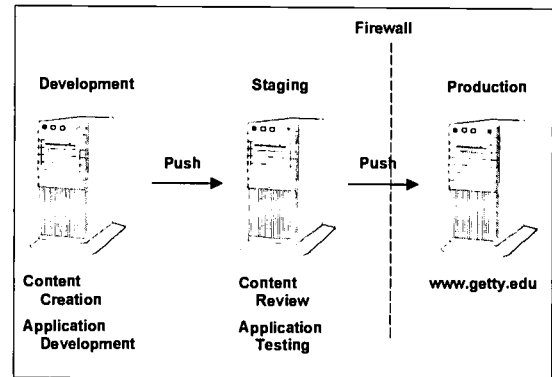 Firewall
Development
Staging
Production
Push
Push
Content
Creation
Application
Development
Content
Review
Application
Testing
www.getty.edu